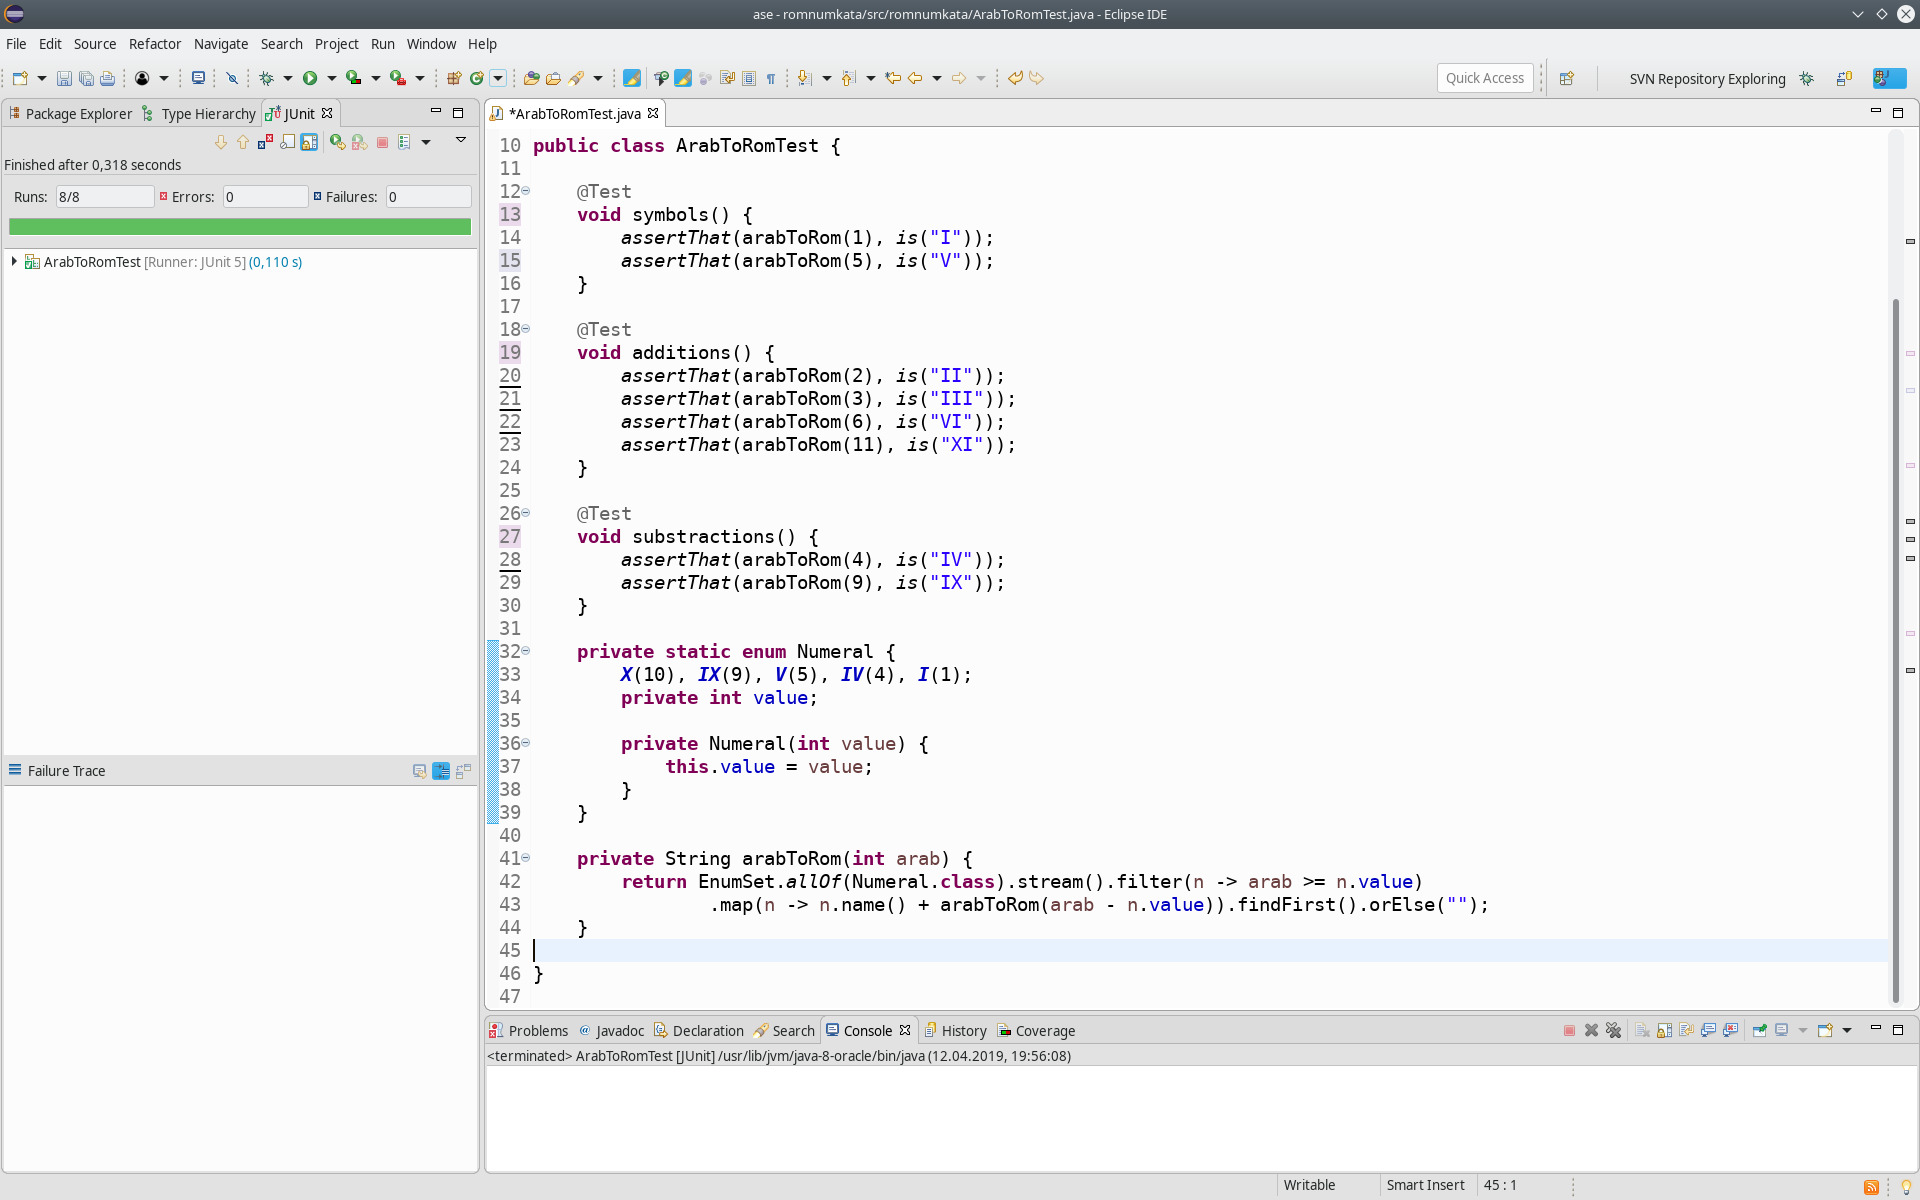 ase - romnumkata/src/romnumkata/ArabToRomTest.java - Eclipse IDE
File Edit Source Refactor Navigate Search Project Run Window Help
Quick Access
SVN Repository Exploring
Package Explorer Type Hierarchy JUnit
Finished after 0,318 seconds
Runs: 8/8 Errors: 0 Failures: 0
ArabToRomTest [Runner: JUnit 5] (0,110 s)
Failure Trace
*ArabToRomTest.java
10 public class ArabToRomTest {
11
12 @Test
13 void symbols() {
14 assertThat(arabToRom(1), is("I"));
15 assertThat(arabToRom(5), is("V"));
16 }
17
18 @Test
19 void additions() {
20 assertThat(arabToRom(2), is("II"));
21 assertThat(arabToRom(3), is("III"));
22 assertThat(arabToRom(6), is("VI"));
23 assertThat(arabToRom(11), is("XI"));
24 }
25
26 @Test
27 void substractions() {
28 assertThat(arabToRom(4), is("IV"));
29 assertThat(arabToRom(9), is("IX"));
30 }
31
32 private static enum Numeral {
33 X(10), IX(9), V(5), IV(4), I(1);
34 private int value;
35
36 private Numeral(int value) {
37 this.value = value;
38 }
39 }
40
41 private String arabToRom(int arab) {
42 return EnumSet.allOf(Numeral.class).stream().filter(n -> arab >= n.value)
43 .map(n -> n.name() + arabToRom(arab - n.value)).findFirst().orElse("");
44 }
45
46 }
47
Problems Javadoc Declaration Search Console History Coverage
<terminated> ArabToRomTest [JUnit] /usr/lib/jvm/java-8-oracle/bin/java (12.04.2019, 19:56:08)
Writable Smart Insert 45 : 1